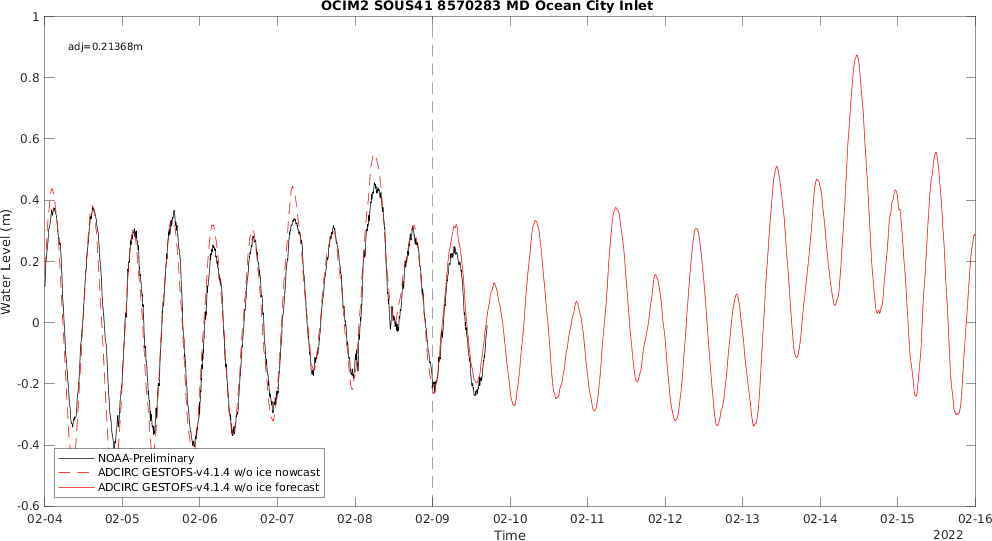 OCIM2 SOUS41 8570283 MD Ocean City Inlet
adj=0.21368m
1
0.8
0.6
0.4
0.2
0
-0.2
-0.4
-0.6
Water Level (m)
NOAA-Preliminary
ADCIRC GESTOFS-v4.1.4 w/o ice nowcast
ADCIRC GESTOFS-v4.1.4 w/o ice forecast
02-04 02-05 02-06 02-07 02-08 02-09 02-10 02-11 02-12 02-13 02-14 02-15 02-16
Time
2022